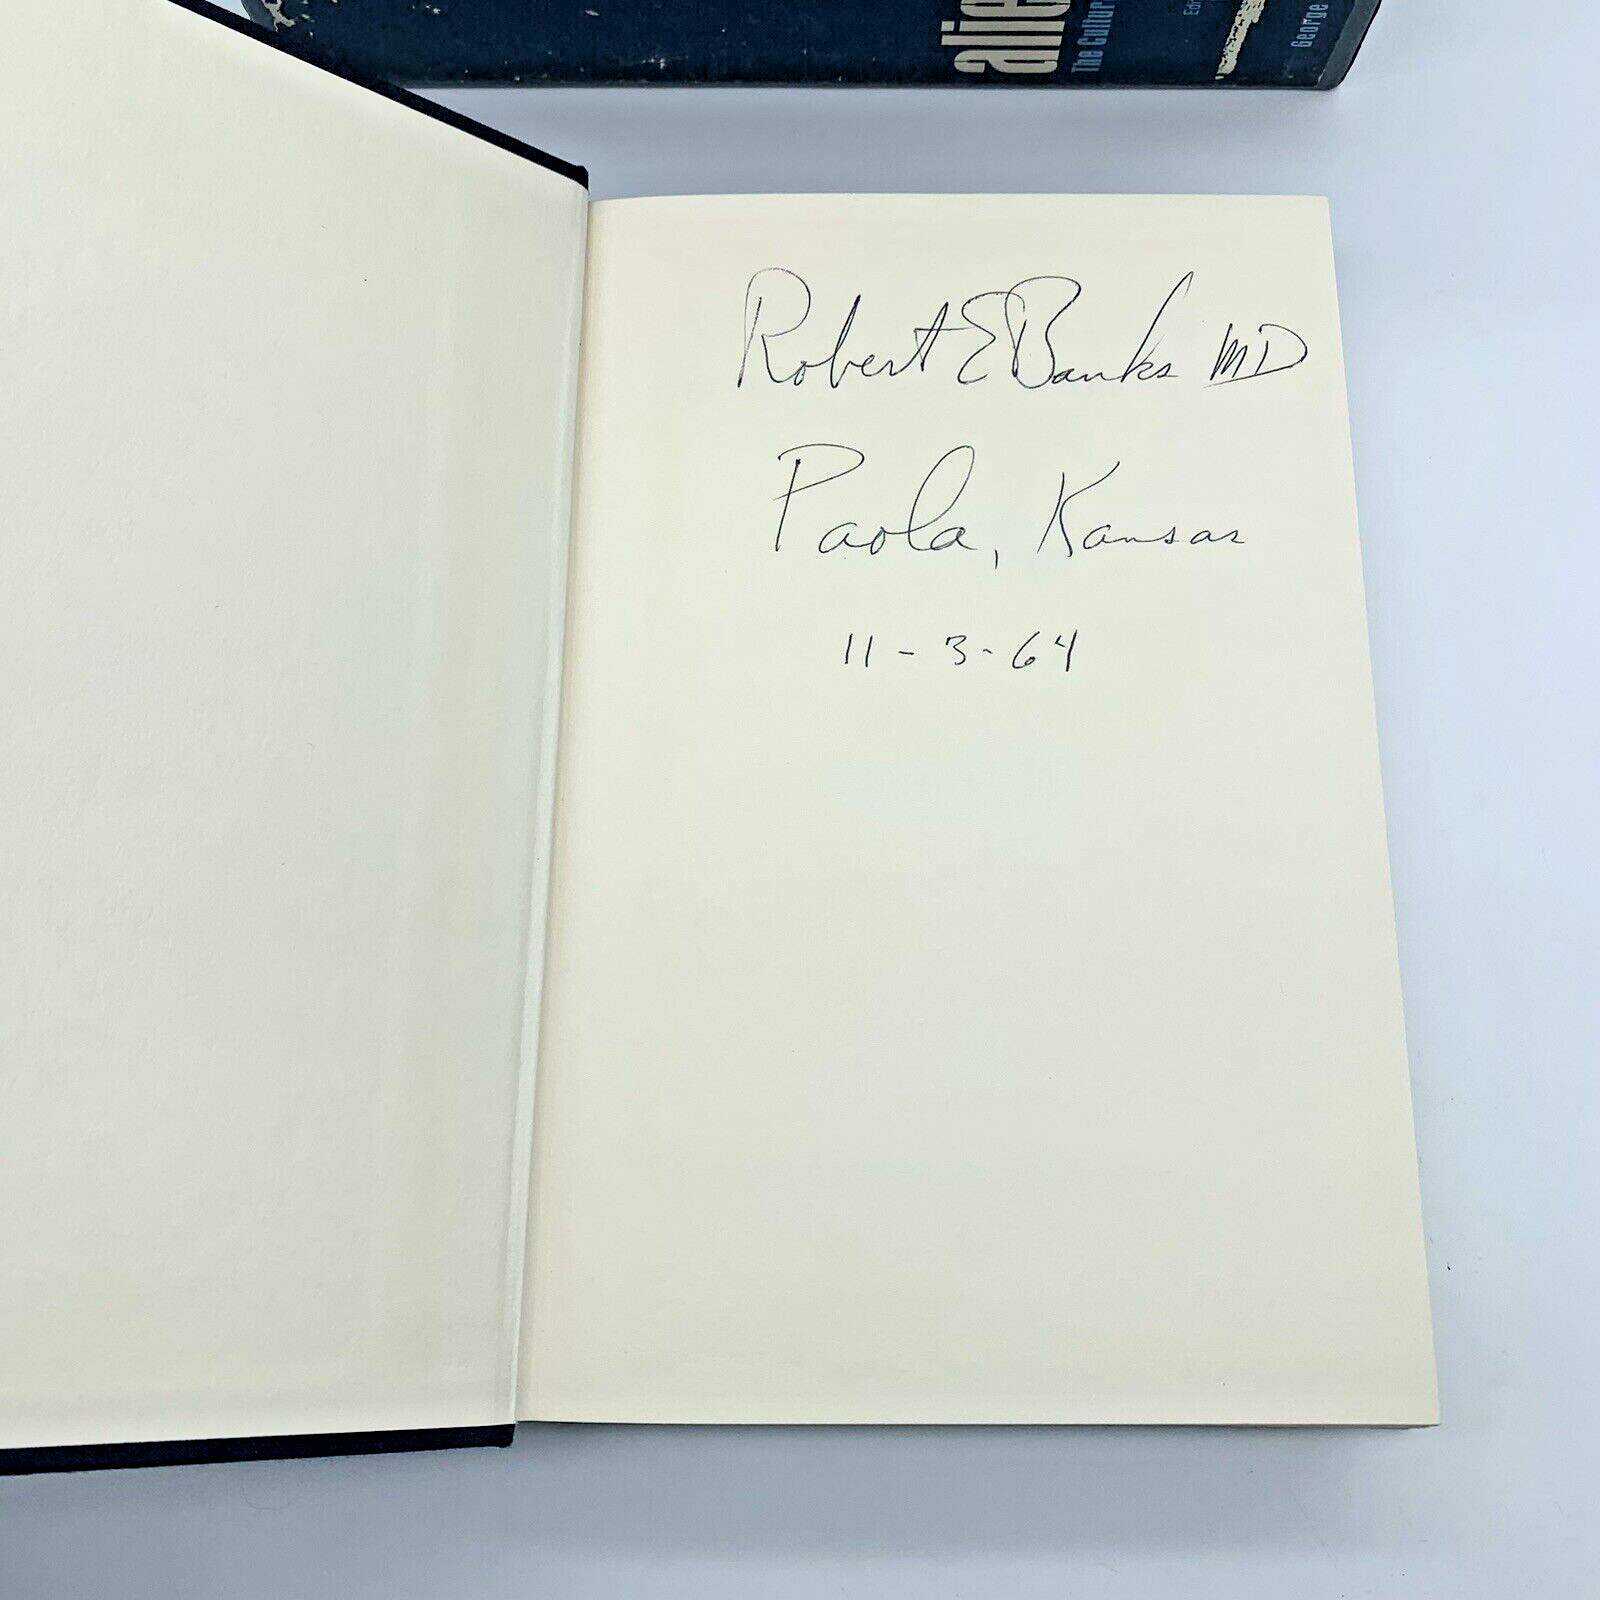 alie
The Cultur
George
Robert E Banks MD
Paola, Kansas
11-3-64